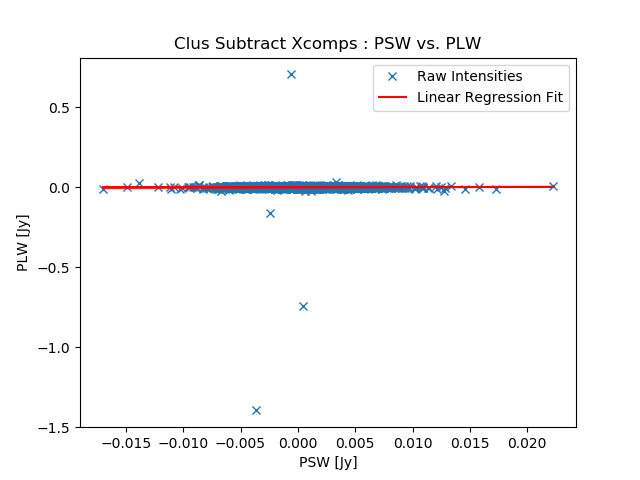 Clus Subtract Xcomps : PSW vs. PLW
Raw Intensities
Linear Regression Fit
0.5
0.0
−0.5
−1.0
−1.5
PLW [Jy]
−0.015 −0.010 −0.005 0.000 0.005 0.010 0.015 0.020
PSW [Jy]